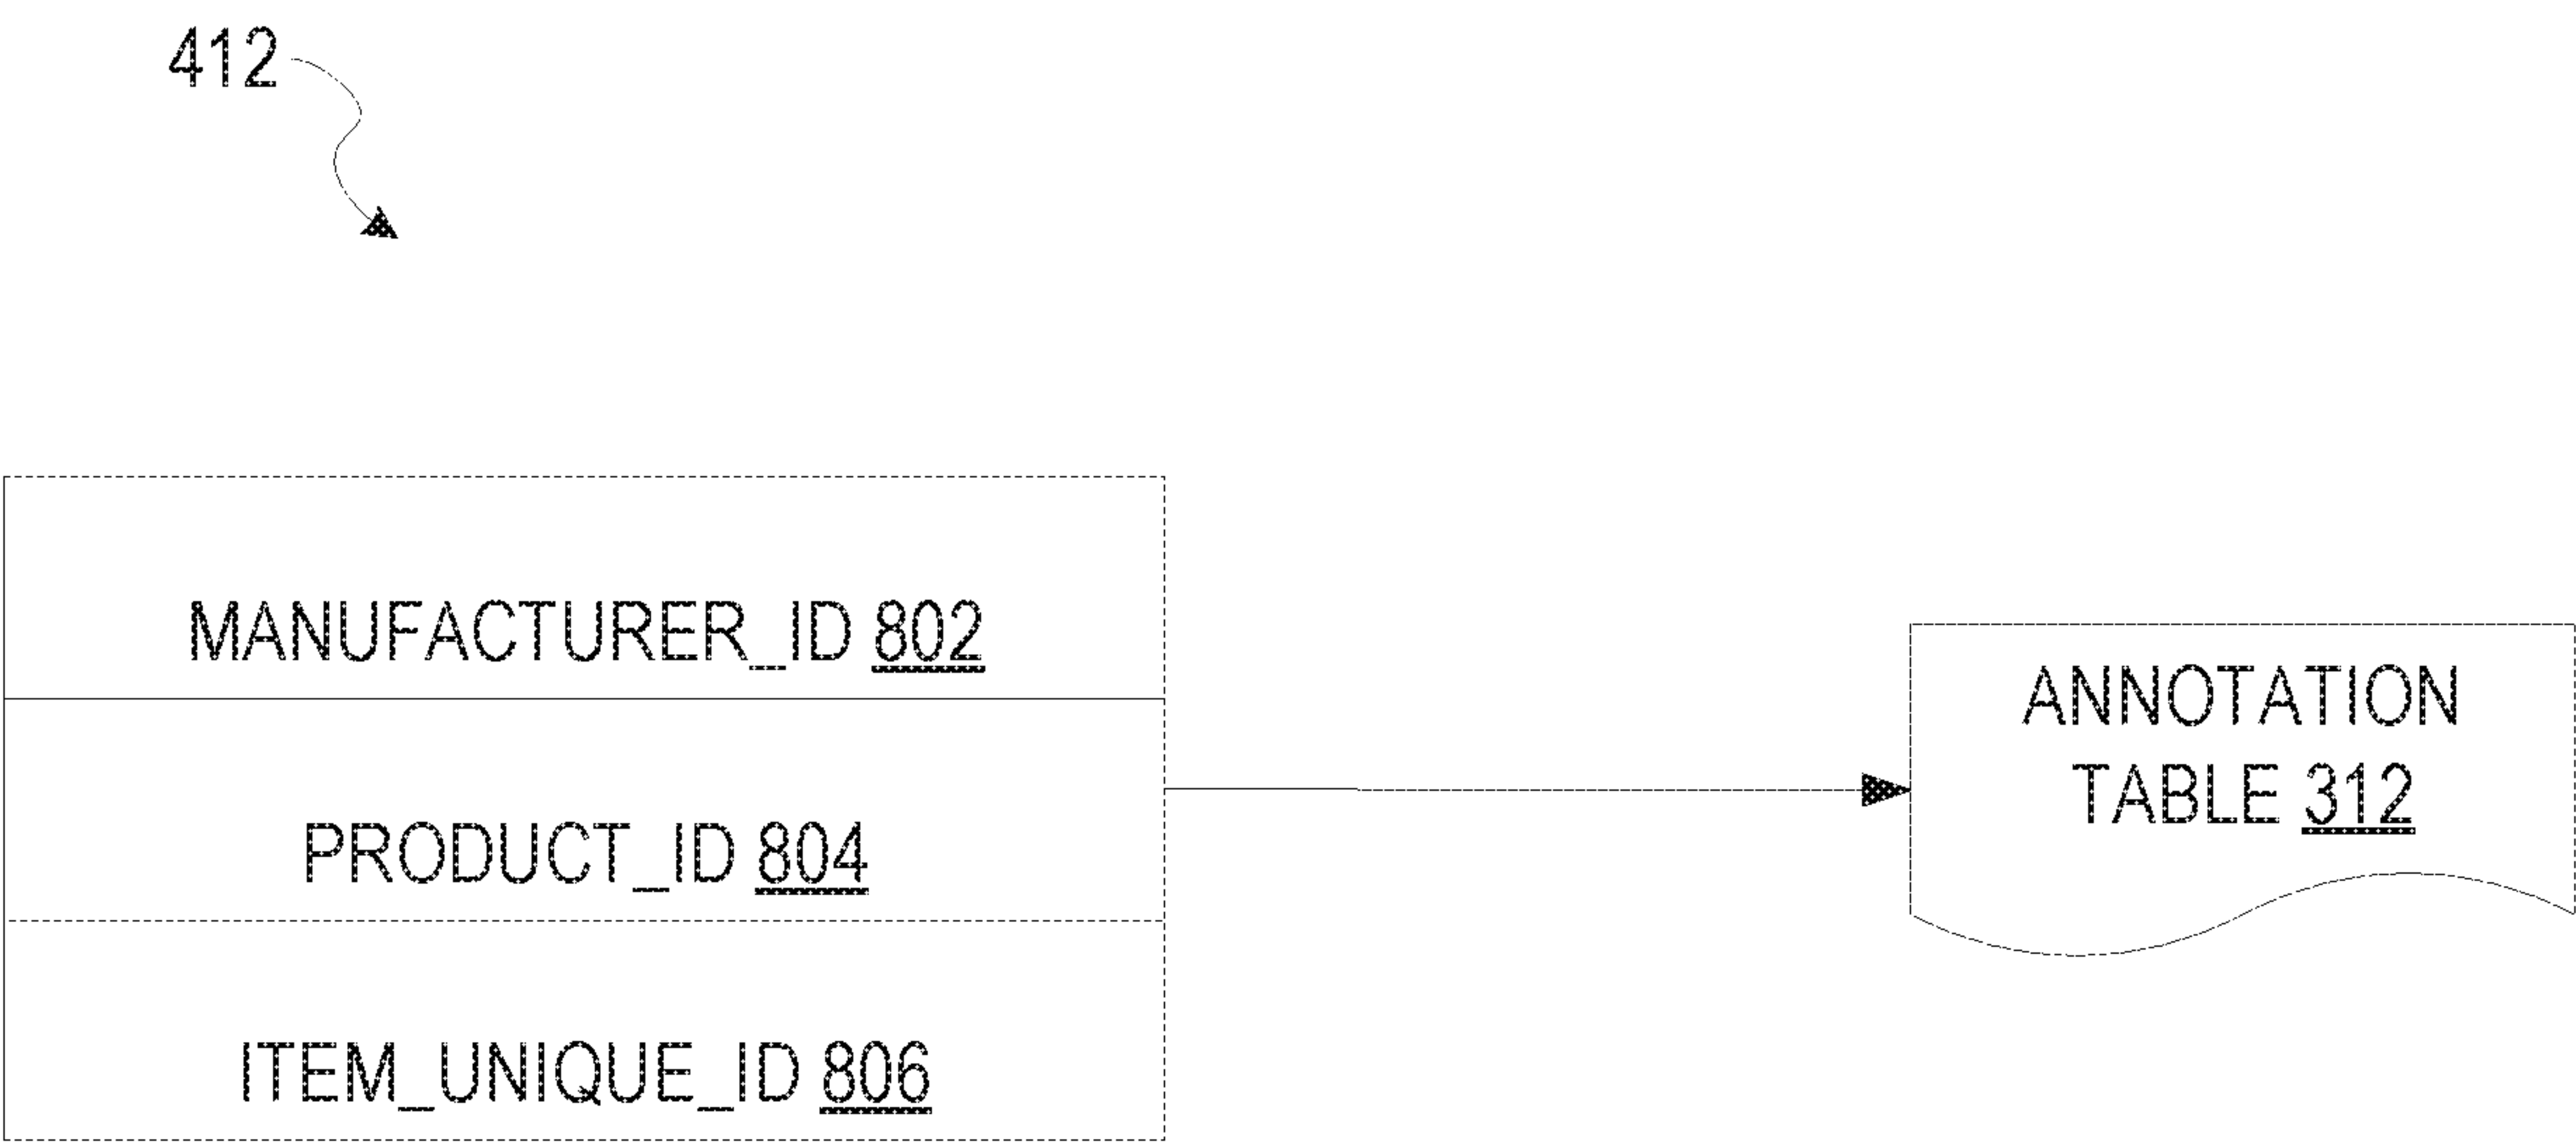 412
MANUFACTURER_ID 802
PRODUCT_ID 804
ITEM_UNIQUE_ID 806
ANNOTATION
TABLE 312